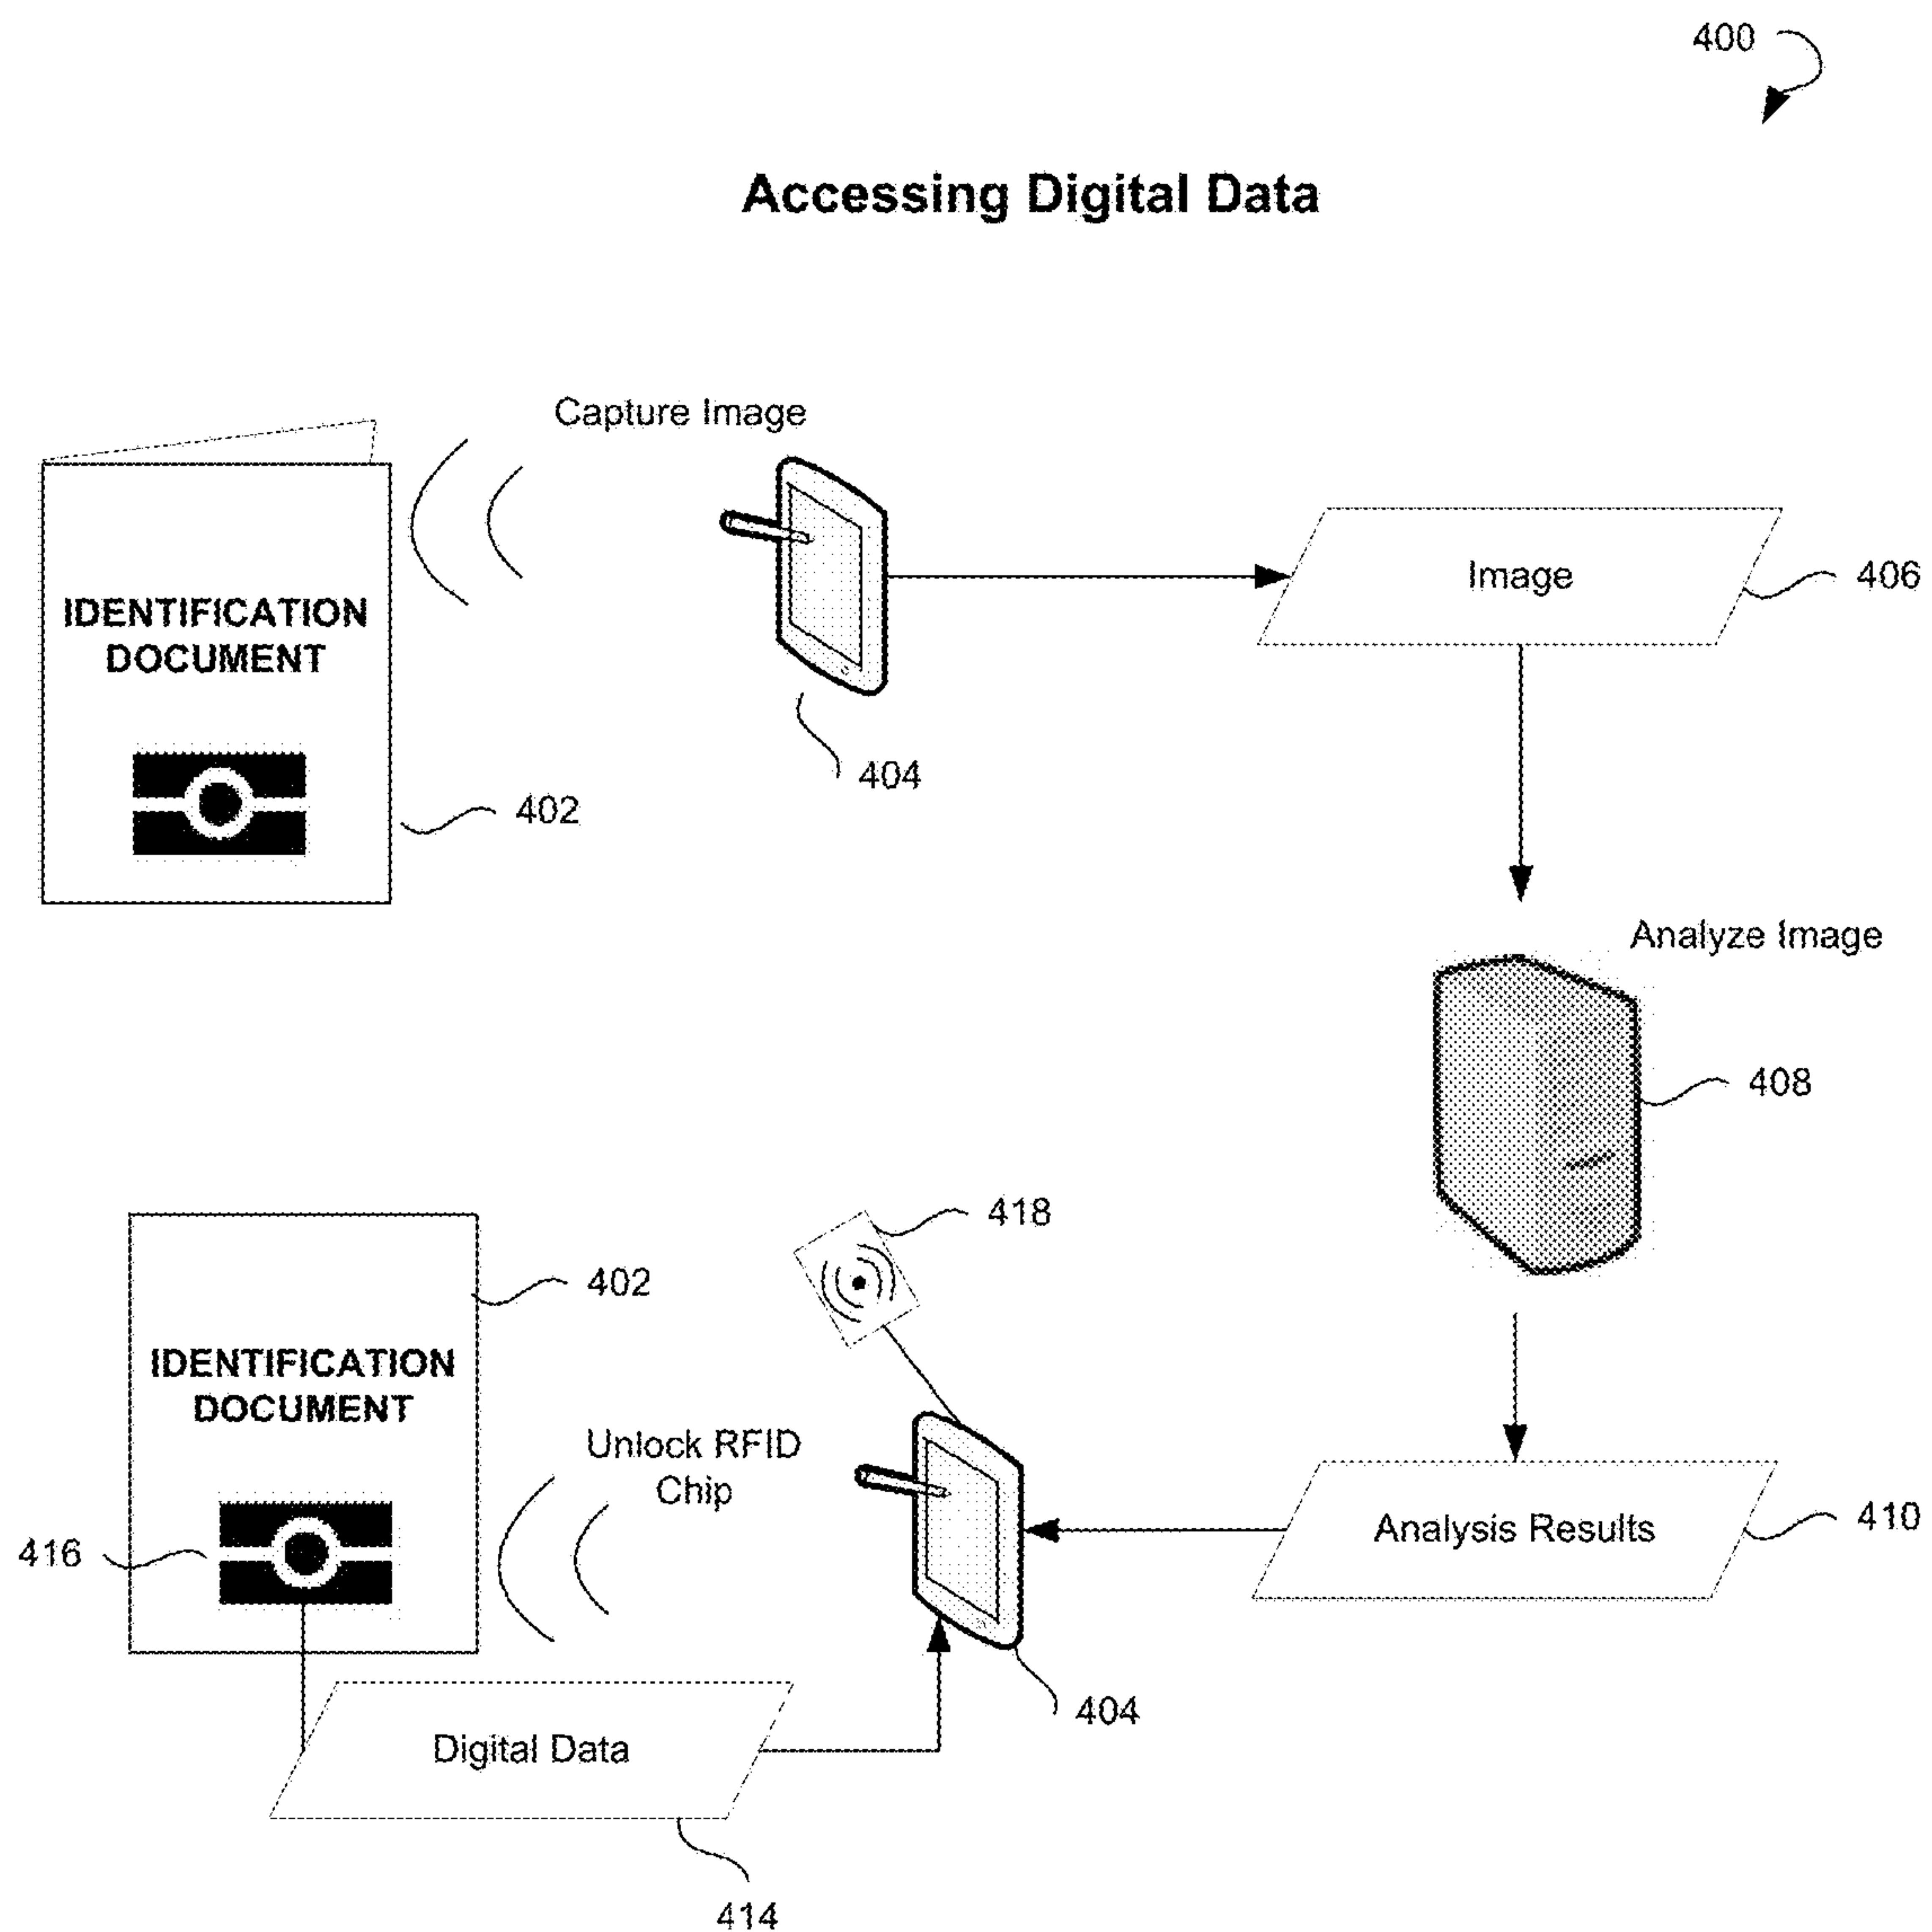 400
Accessing Digital Data
Capture Image
IDENTIFICATION
DOCUMENT
402
404
Image
406
Analyze Image
408
418
402
IDENTIFICATION
DOCUMENT
Unlock RFID
Chip
416
404
Analysis Results
410
Digital Data
414